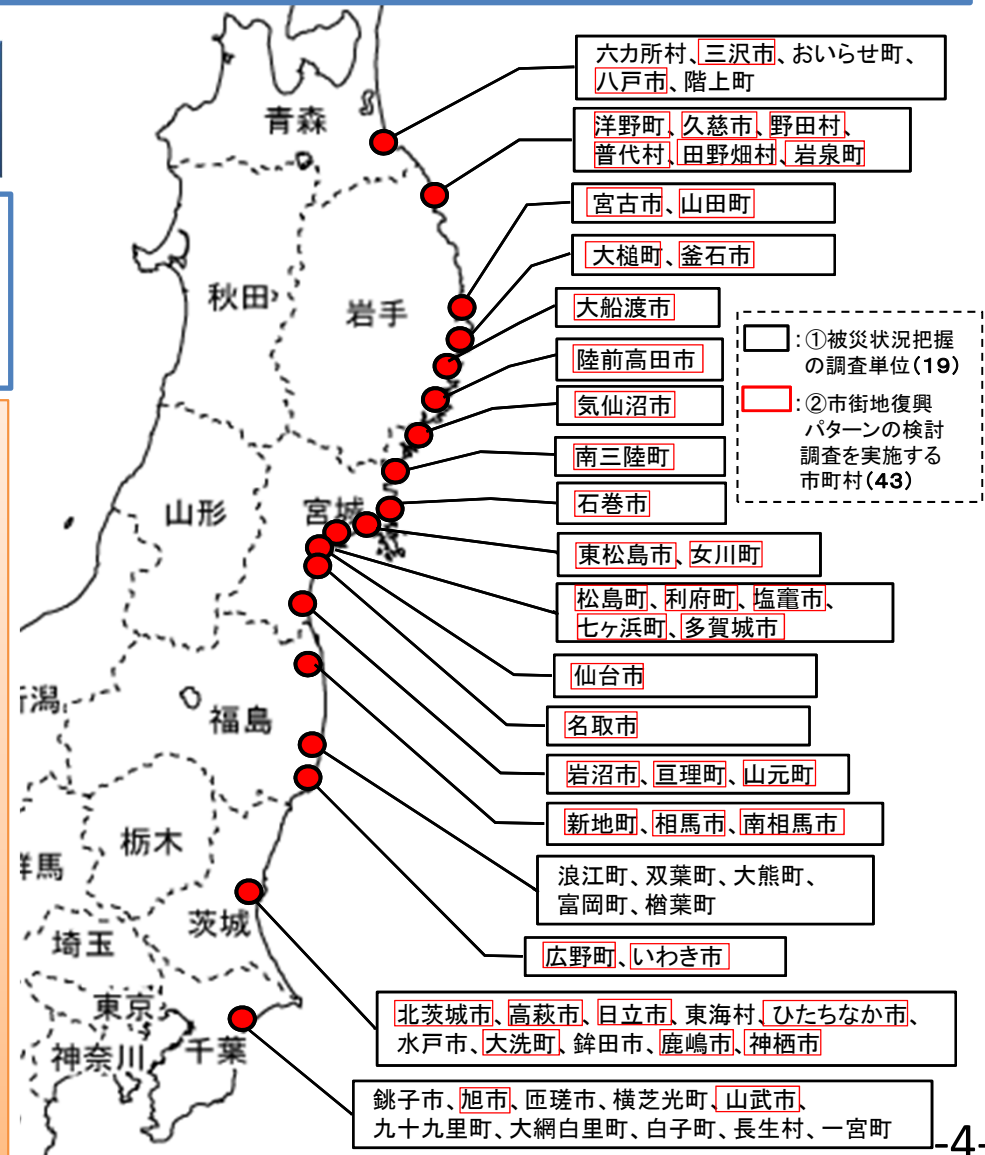 青森
秋田
岩手
山形
宮城
福島
栃木
茨城
埼玉
東京
神奈川
千葉
六カ所村、三沢市、おいらせ町、
八戸市、階上町
洋野町、久慈市、野田村、
普代村、田野畑村、岩泉町
宮古市、山田町
大槌町、釜石市
大船渡市
陸前高田市
気仙沼市
南三陸町
石巻市
東松島市、女川町
松島町、利府町、塩竈市、
七ヶ浜町、多賀城市
仙台市
名取市
岩沼市、亘理町、山元町
新地町、相馬市、南相馬市
浪江町、双葉町、大熊町、
富岡町、楢葉町
広野町、いわき市
北茨城市、高萩市、日立市、東海村、ひたちなか市、
水戸市、大洗町、鉾田市、鹿嶋市、神栖市
銚子市、旭市、匝瑳市、横芝光町、山武市、
九十九里町、大網白里町、白子町、長生村、一宮町
：①被災状況把握
の調査単位(19)
：②市街地復興
パターンの検討
調査を実施する
市町村(43)
-4-